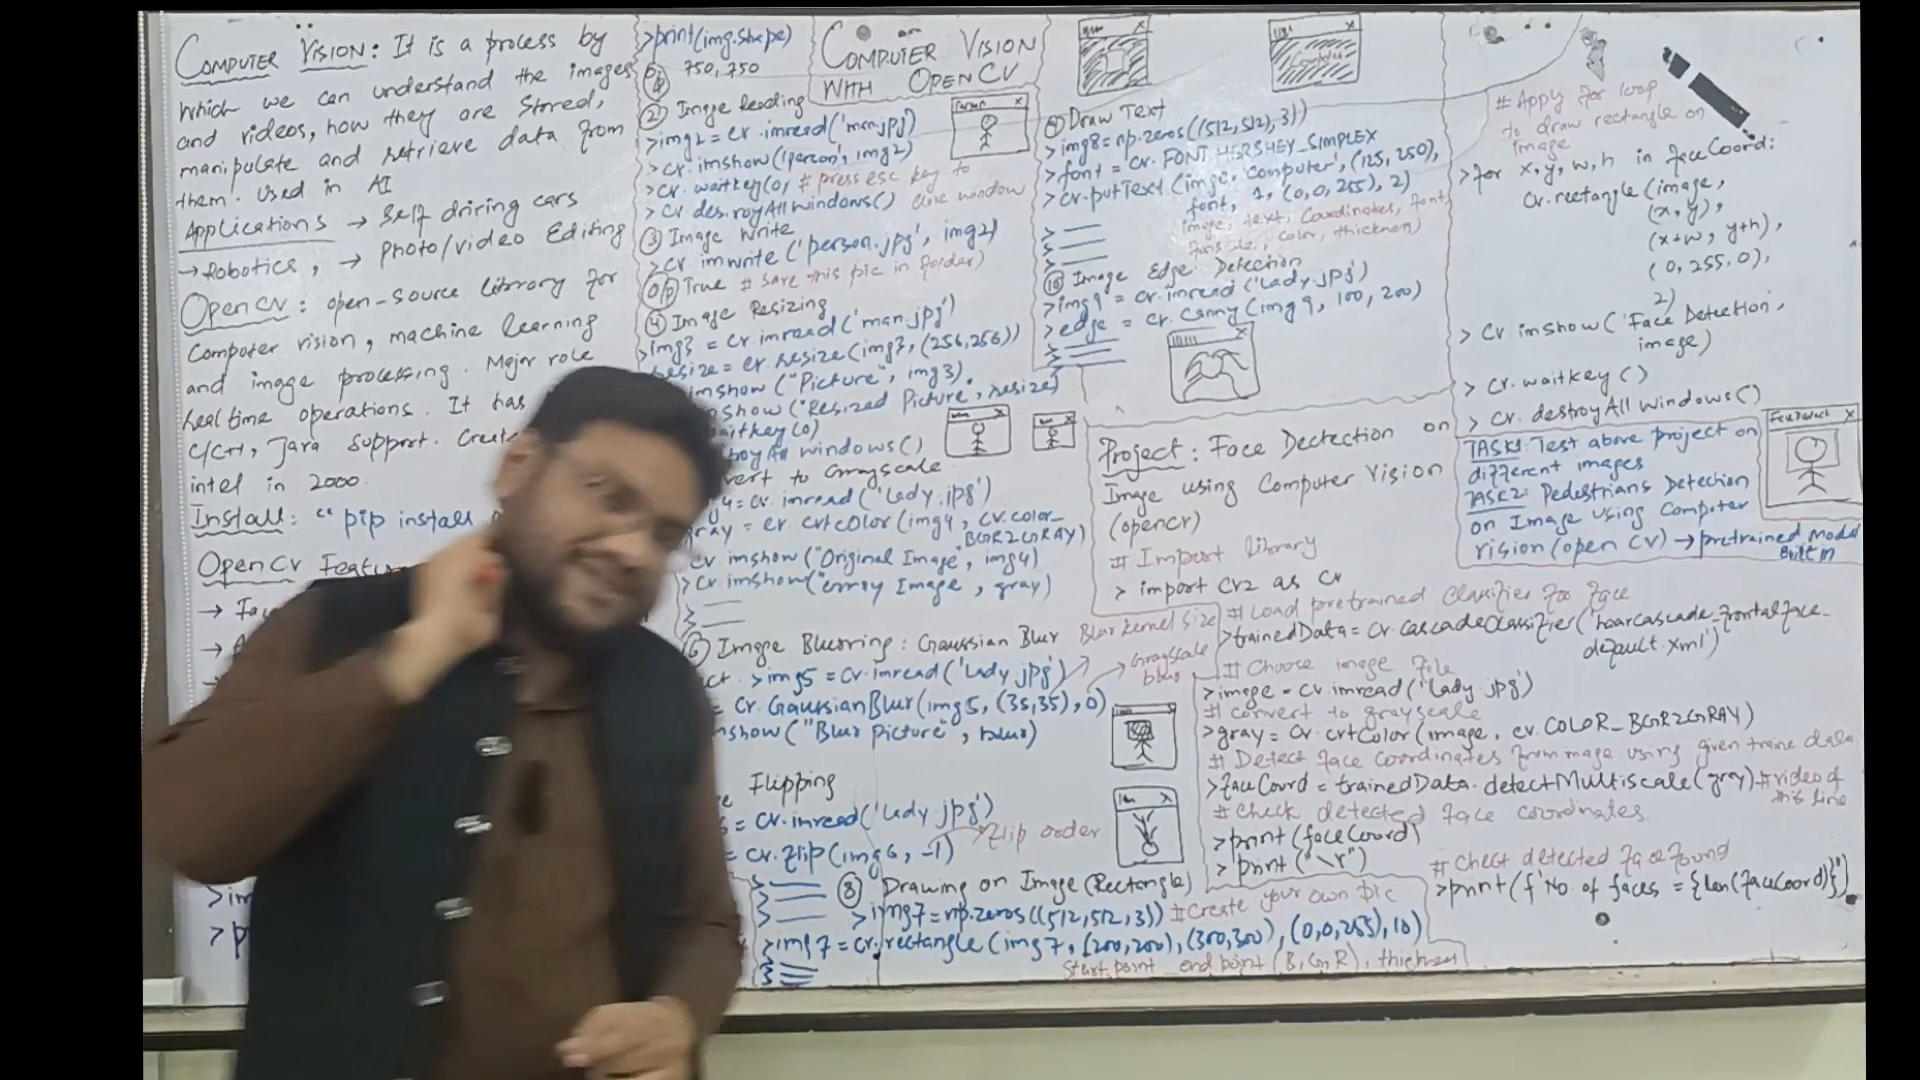 COMPUTER VISION: It is a process by
which we can understand the images
and videos, how they are stored,
manipulate and retrieve data from
them. Used in AI
Applications → Self driving cars
→ Robotics, → Photo/video Editing
OpenCV: open-source library for
Computer vision, machine learning
and image processing. Major role
Real time operations. It has
C/C++, Java support.
intel in 2000.
Install: "pip install
OpenCV
>print(img.shape)
750,750
COMPUTER VISION
WITH OPENCV
② Image Reading
cv.imread('man.jpg')
>cv.imshow('person', img2)
>cv.waitkey(0) # press esc key to
close window
③ Image Write
>cv imwrite ('person.jpg', img2)
O/p True # save this pic in folder)
④ Image Resizing
>img3 = cv.imread('man.jpg')
resize = cv.resize(img3, (256,256))
imshow ("Picture", img3)
show ("Resized Picture", resize)
aitkey(0)
windows()
to Grayscale
4 = cv.imread('lady.jpg')
ray = cv.cvtcolor(img4, cv.color_
BGR2GRAY)
cv imshow("Original Image", img4)
>cv imshow( Image , gray)
⑥ Image Blurring: Gaussian Blur
>img5 = cv.imread('lady.jpg')
Blur kernel size
Grayscale
blur
= cv.GaussianBlur(img5, (35,35), 0)
show("Blur picture", blur)
Flipping
= cv.imread('lady.jpg')
flip order
= cv.flip(img6, -1)
⑧ Drawing on Image (Rectangle)
>img7=np.zeros((512,512,3)) #create your own pic
>img7=cv.rectangle(img7, (200,200), (300,300), (0,0,255), 10)
start point end point (B,G,R), thickness
⑨ Draw Text
>img8=np.zeros((512,512),3))
>font = cv.FONT_HERSHEY_SIMPLEX
>cv.putText(img8, 'computer', (125, 250),
font, 1, (0,0,255), 2)
image, text, coordinates, font,
color, thickness)
⑩ Image Edge Detection
>img9 = cv.imread('lady.jpg')
>edge = cv.canny(img9, 100, 200)
Project: Face Dectection on
Image using Computer Vision
(opencv)
# Import library
> import cv2 as cv
# Load pretrained classifier for face
>trainedData = cv.cascadeClassifier('haarcascade_frontalface_
default.xml')
# Choose image file
>image = cv.imread('lady.jpg')
# convert to grayscale
>gray = cv.cvtColor(image, cv.COLOR_BGR2GRAY)
# Detect face coordinates from image using given traine data
>faceCourd = trainedData.detectMultiscale(gray) # video of
this line
# check detected face coordinates
>print(faceCoord)
> print("\r")
# Check detected face found
>print(f'No. of faces = {len(faceCoord)}')
# Apply for loop
to draw rectangle on
image
>for x,y,w,h in faceCoord:
cv.rectangle(image,
(x,y),
(x+w, y+h),
(0,255,0),
2)
> cv imshow('Face Detection',
image)
> cv.waitkey()
> cv.destroyAllWindows()
TASK1: Test above project on
different images
TASK2: Pedestrians Detection
on Image using computer
vision (open CV) → pretrained model
Built in